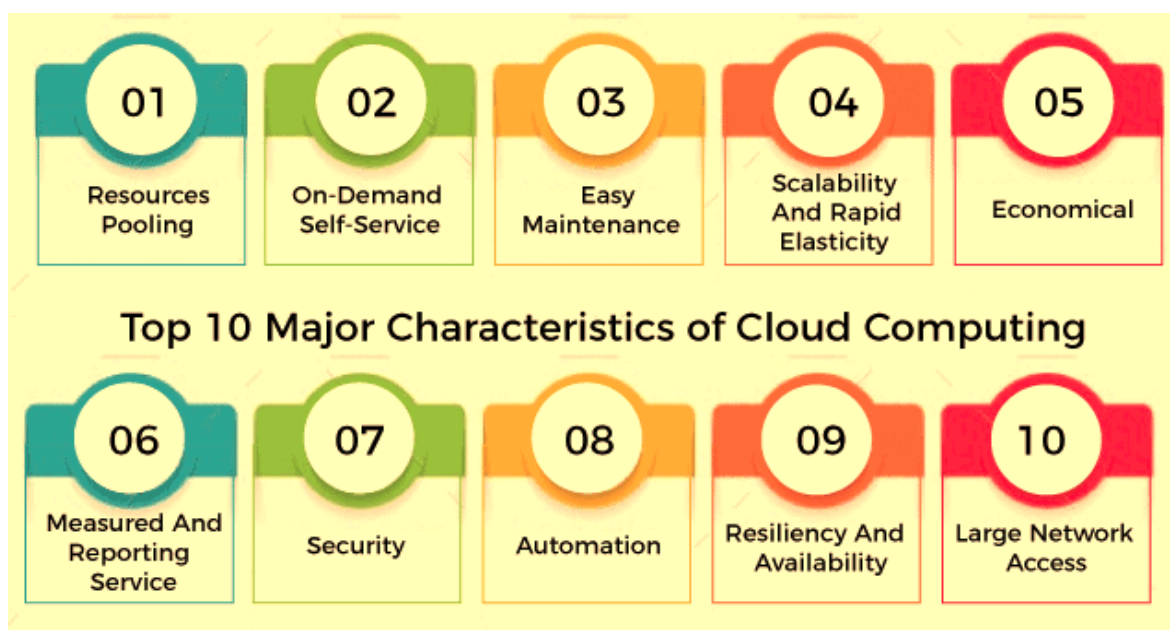 01
Resources
Pooling
02
On-Demand
Self-Service
03
Easy
Maintenance
04
Scalability
And Rapid
Elasticity
05
Economical
Top 10 Major Characteristics of Cloud Computing
06
Measured And
Reporting
Service
07
Security
08
Automation
09
Resiliency And
Availability
10
Large Network
Access